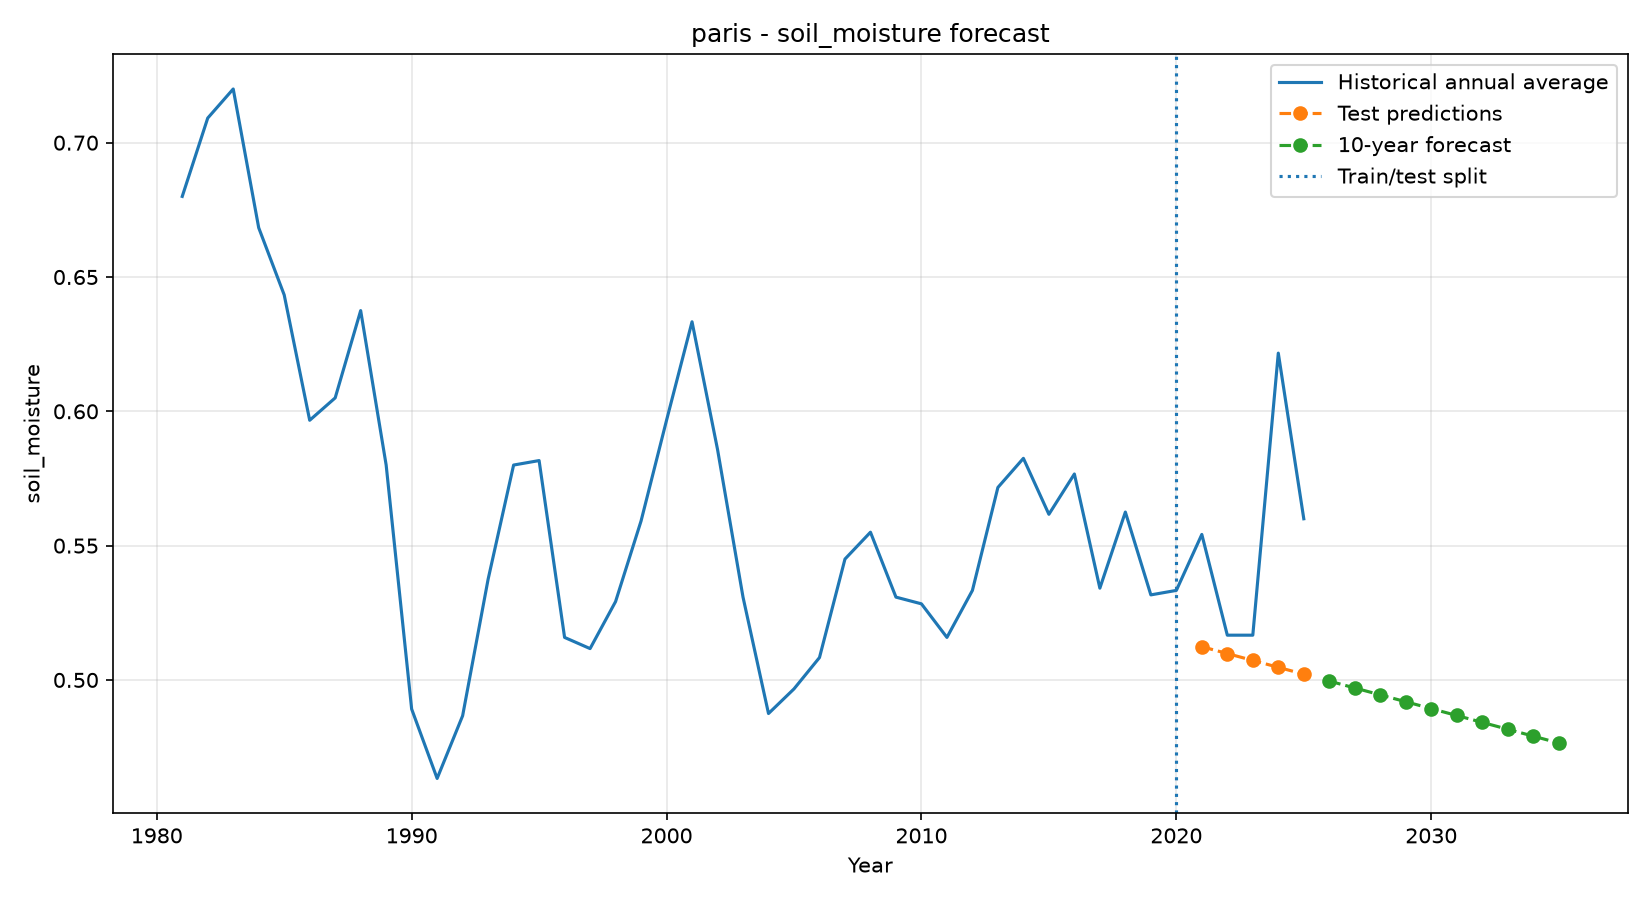 paris - soil_moisture forecast
Historical annual average
Test predictions
10-year forecast
Train/test split
soil_moisture
0.70
0.65
0.60
0.55
0.50
1980 1990 2000 2010 2020 2030
Year